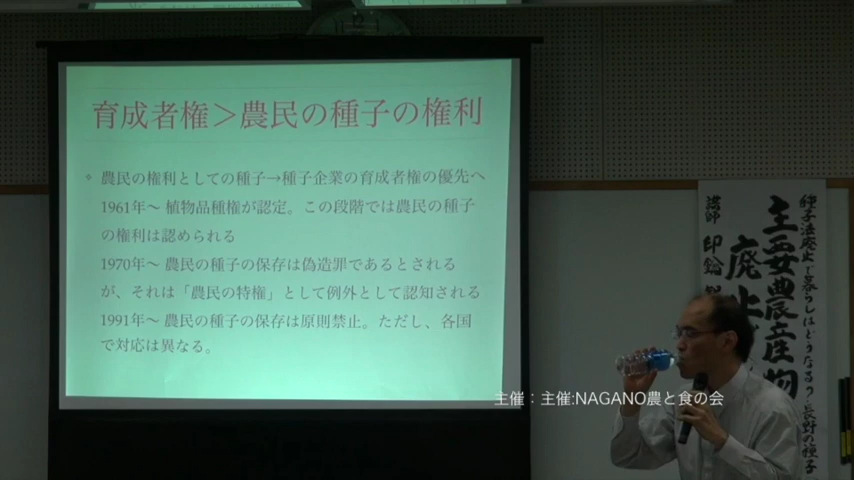 育成者権＞農民の種子の権利
農民の権利としての種子→種子企業の育成者権の優先へ
1961年〜 植物品種権が認定。この段階では農民の種子
の権利は認められる
1970年〜 農民の種子の保存は偽造罪であるとされる
が、それは「農民の特権」として例外として認知される
1991年〜 農民の種子の保存は原則禁止。ただし、各国
で対応は異なる。
種子法廃止で暮らしはどうなるの？長野の種子
主要農産物
廃止
講師 印鑰
主催：主催:NAGANO農と食の会